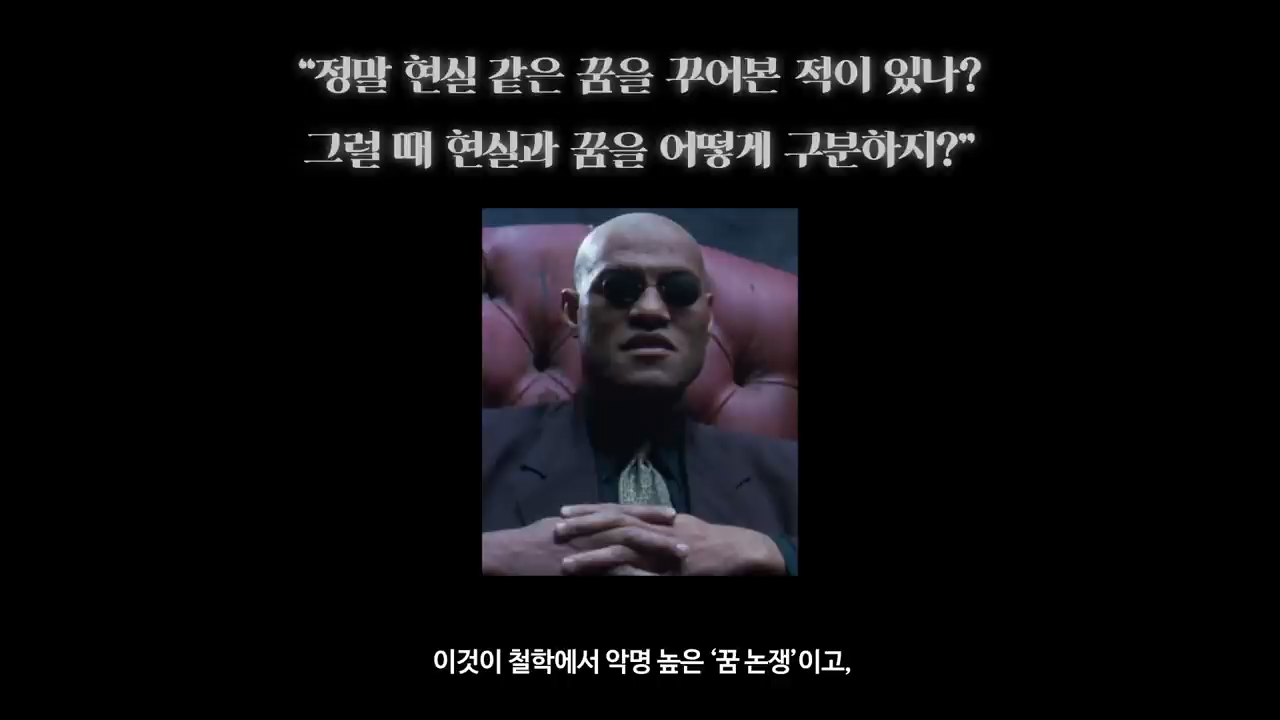 “정말 현실 같은 꿈을 꾸어본 적이 있나?
그럴 때 현실과 꿈을 어떻게 구분하지?”
이것이 철학에서 악명 높은 ‘꿈 논쟁’이고,